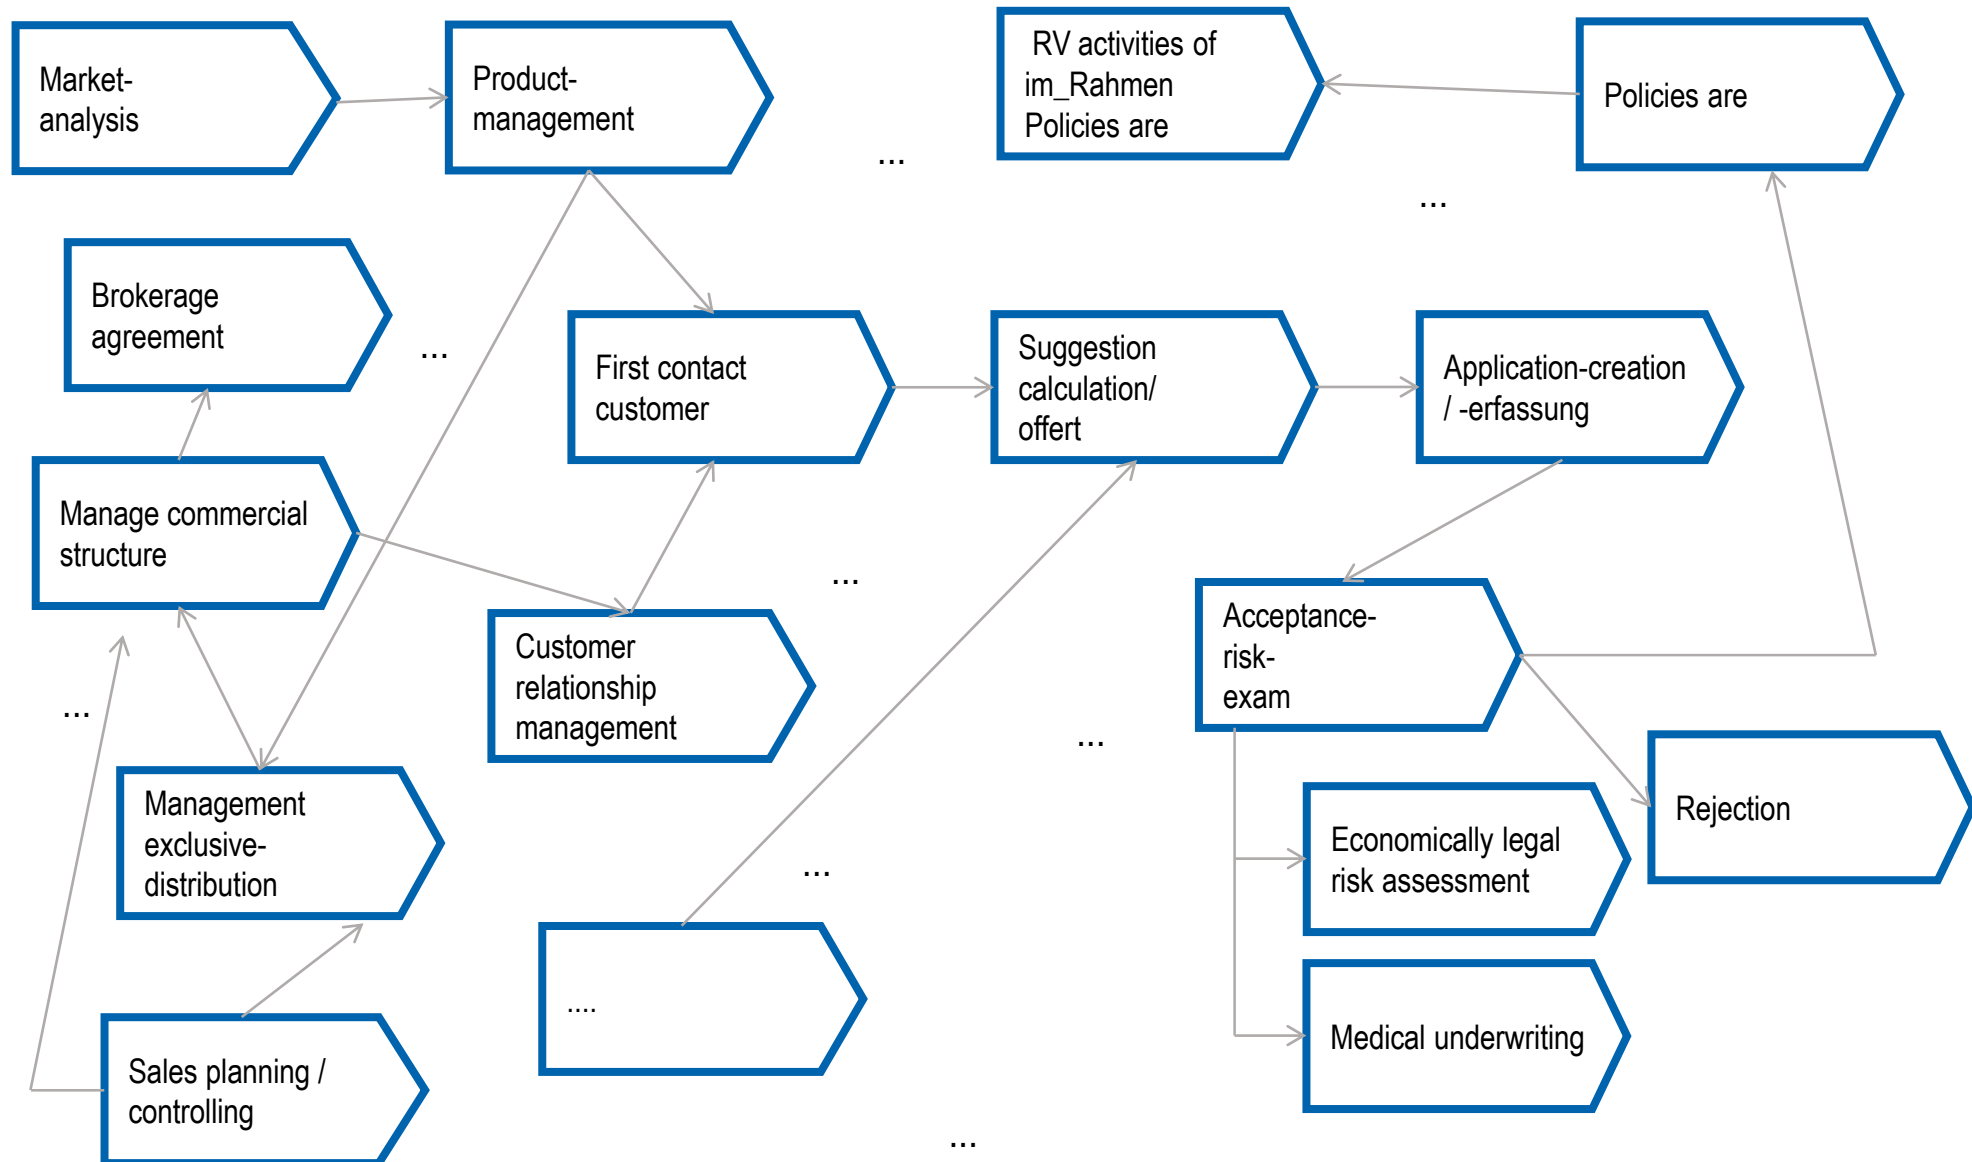 Market-
analysis
Product-
management
RV activities of
im_Rahmen
Policies are
Policies are
...
...
Brokerage
agreement
...
First contact
customer
Suggestion
calculation/
offert
Application-creation
/ -erfassung
Manage commercial
structure
...
Customer
relationship
management
Acceptance-
risk-
exam
...
...
Management
exclusive-
distribution
...
Economically legal
risk assessment
Rejection
....
Medical underwriting
Sales planning /
controlling
...